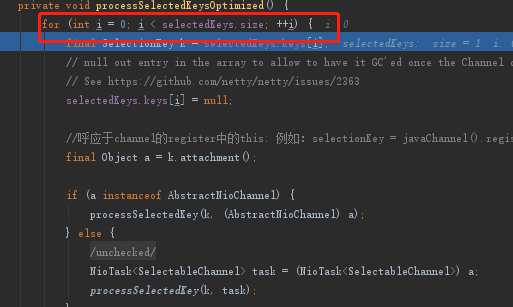 private void processSelectedKeysOptimized() {
for (int i = 0; i < selectedKeys.size; ++i) { i: 0
final SelectionKey k = selectedKeys.keys[i]; selectedKeys: size = 1 i:
// null out entry in the array to allow to have it GC'ed once the Channel
// See https://github.com/netty/netty/issues/2363
selectedKeys.keys[i] = null;
//呼应于channel的register中的this: 例如: selectionKey = javaChannel().regis
final Object a = k.attachment();
if (a instanceof AbstractNioChannel) {
processSelectedKey(k, (AbstractNioChannel) a);
} else {
/unchecked/
NioTask<SelectableChannel> task = (NioTask<SelectableChannel>) a;
processSelectedKey(k, task);